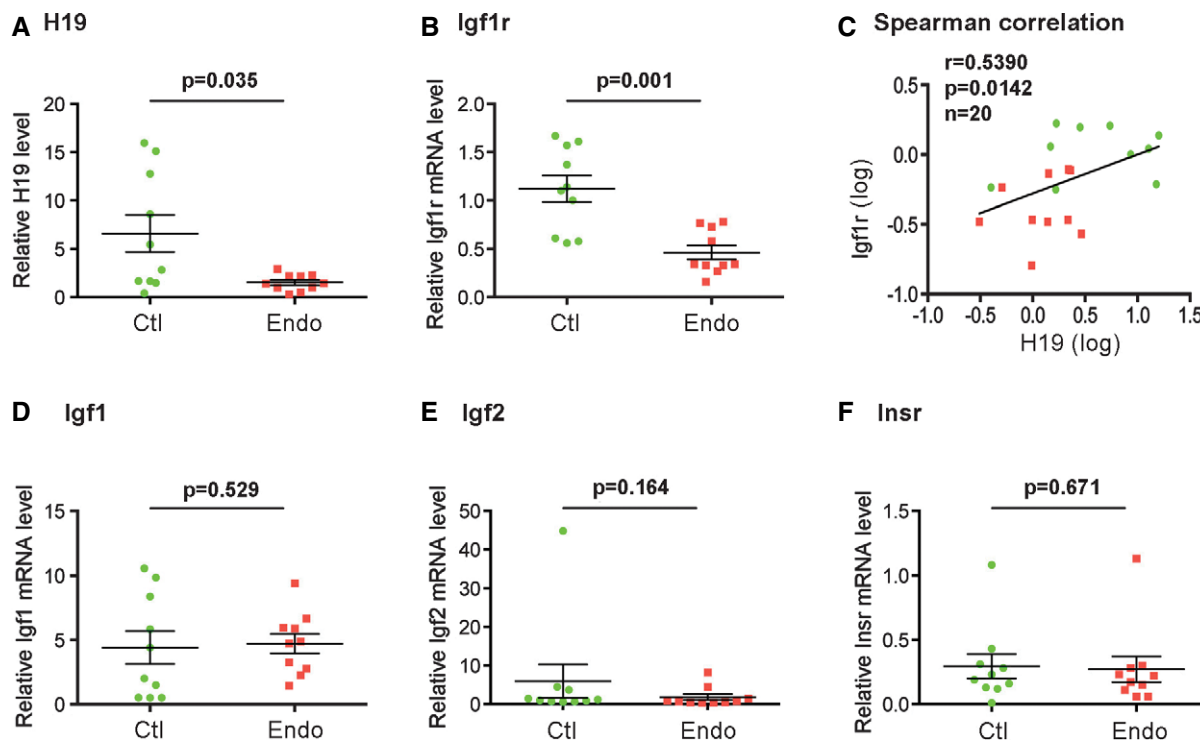 A H19
p=0.035
Relative H19 level
20
15
10
5
0
Ctl Endo
B Igf1r
p=0.001
Relative Igf1r mRNA level
2.0
1.5
1.0
0.5
0.0
Ctl Endo
C Spearman correlation
r=0.5390
p=0.0142
n=20
Igf1r (log)
0.5
0.0
-0.5
-1.0
-1.0 -0.5 0.0 0.5 1.0 1.5
H19 (log)
D Igf1
p=0.529
Relative Igf1 mRNA level
15
10
5
0
Ctl Endo
E Igf2
p=0.164
Relative Igf2 mRNA level
50
40
30
20
10
0
Ctl Endo
F Insr
p=0.671
Relative Insr mRNA level
1.5
1.0
0.5
0.0
Ctl Endo